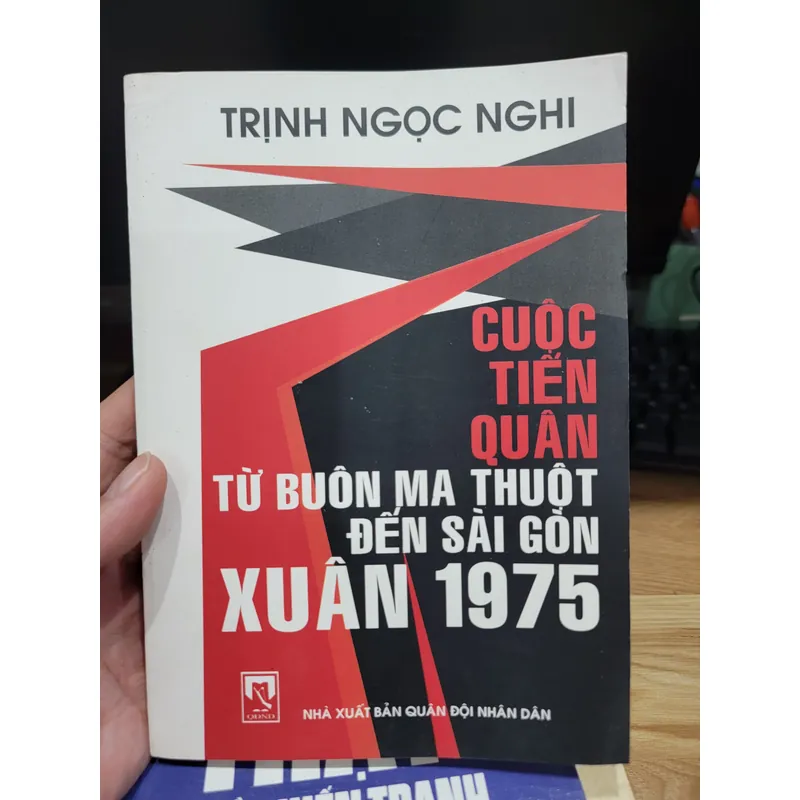 TRỊNH NGỌC NGHI
CUỘC
TIẾN
QUÂN
TỪ BUÔN MA THUỘT
ĐẾN SÀI GÒN
XUÂN 1975
QĐND
NHÀ XUẤT BẢN QUÂN ĐỘI NHÂN DÂN
TRANH